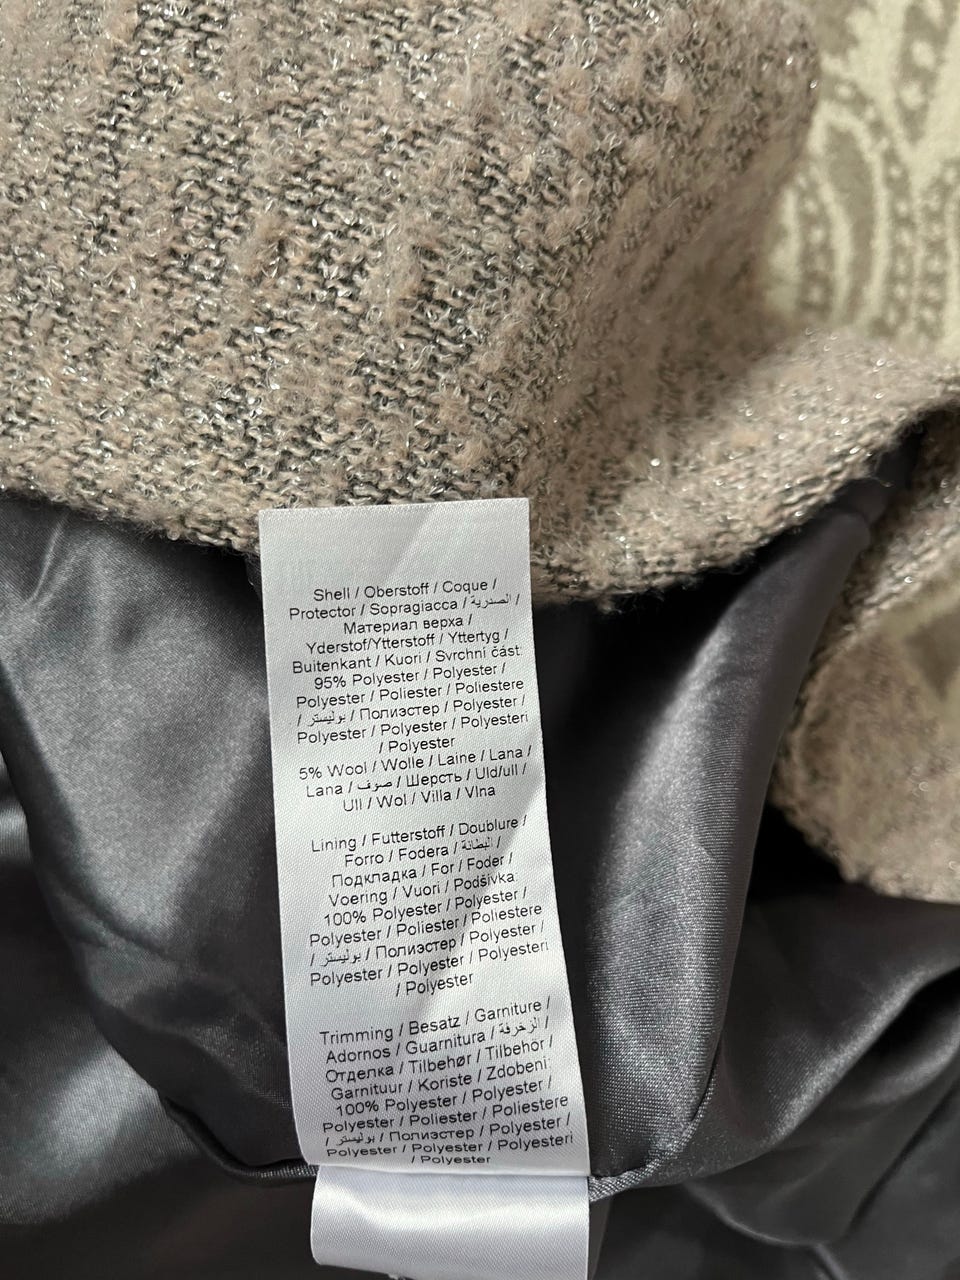 Shell / Oberstoff / Coque /
Protector / Sopragiacca / الصدرية /
Материал верха /
Yderstof/Ytterstoff / Yttertyg /
Buitenkant / Kuori / Svrchní část:
95% Polyester / Polyester /
Polyester / Poliester / Poliestere
/ بوليستر / Полиэстер / Polyester /
Polyester / Polyester / Polyesteri
/ Polyester
5% Wool / Wolle / Laine / Lana /
Lana / صوف / Шерсть / Uld/ull /
Ull / Wol / Villa / Vlna
Lining / Futterstoff / Doublure /
Forro / Fodera / البطانة /
Подкладка / For / Foder /
Voering / Vuori / Podšívka:
100% Polyester / Polyester /
Polyester / Poliester / Poliestere
/ بوليستر / Полиэстер / Polyester /
Polyester / Polyester / Polyesteri
/ Polyester
Trimming / Besatz / Garniture /
Adornos / Guarnitura / الزخرفة /
Отделка / Tilbehør / Tilbehör /
Garnituur / Koriste / Zdobení:
100% Polyester / Polyester /
Polyester / Poliester / Poliestere
/ بوليستر / Полиэстер / Polyester /
Polyester / Polyester / Polyesteri
/ Polyester